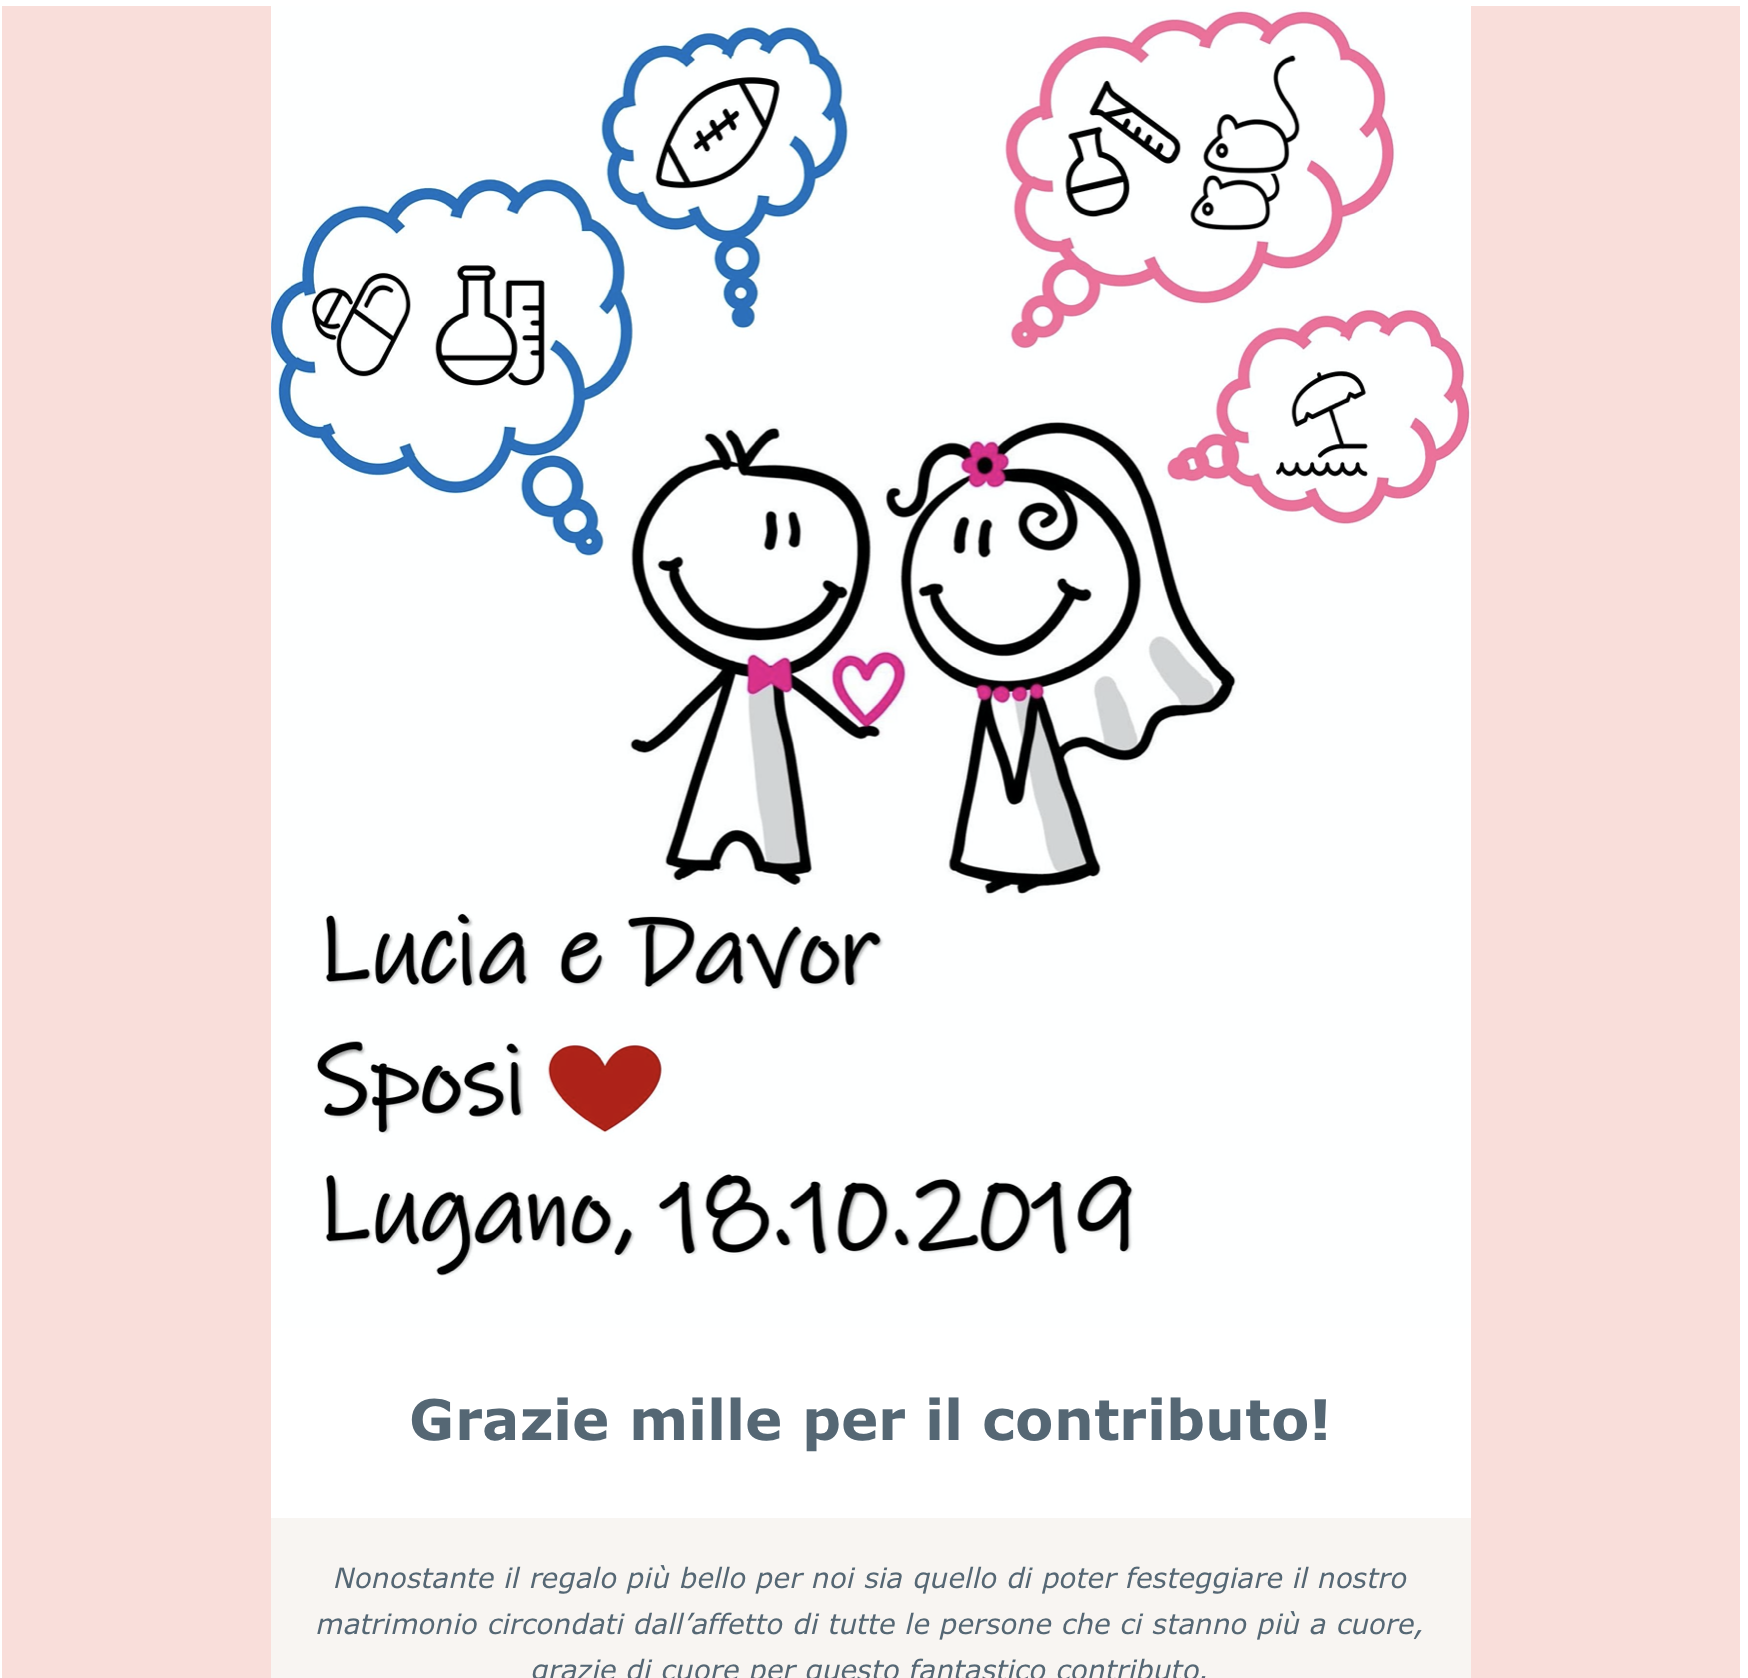 Lucia e Davor
Sposi
Lugano, 18.10.2019
Grazie mille per il contributo!
Nonostante il regalo più bello per noi sia quello di poter festeggiare il nostro
matrimonio circondati dall’affetto di tutte le persone che ci stanno più a cuore,
grazie di cuore per questo fantastico contributo.